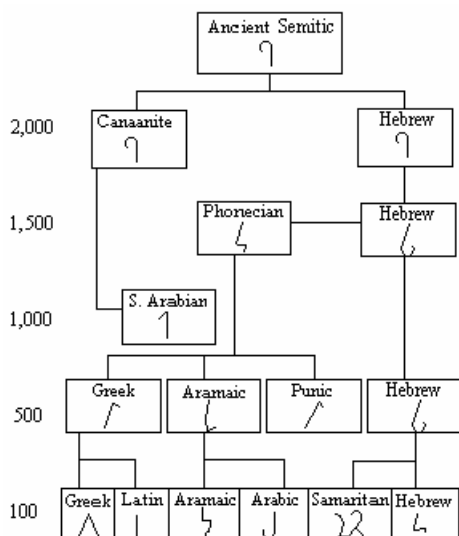 Ancient Semitic
2,000
Canaanite
Hebrew
1,500
Phonecian
Hebrew
S. Arabian
1,000
Greek
Aramaic
Punic
Hebrew
500
100
Greek
Latin
Aramaic
Arabic
Samaritan
Hebrew